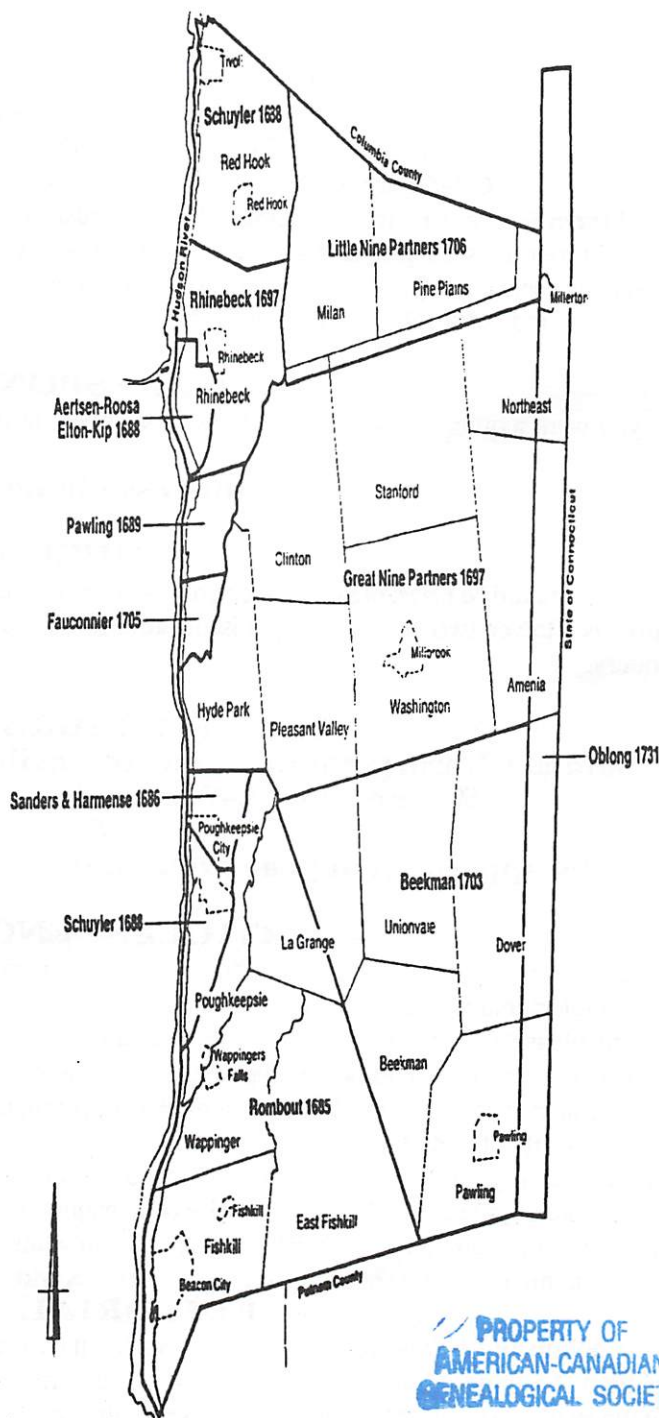 Tivoli
Schuyler 1638
Columbia County
Red Hook
Red Hook
Hudson River
Little Nine Partners 1706
Rhinebeck 1697
Pine Plains
Millerton
Milan
Rhinebeck
Rhinebeck
Aertsen-Roosa
Elton-Kip 1688
Northeast
Stanford
State of Connecticut
Pawling 1689
Clinton
Great Nine Partners 1697
Fauconnier 1705
Millbrook
Amenia
Washington
Hyde Park
Pleasant Valley
Oblong 1731
Sanders & Harmense 1686
Poughkeepsie
City
Beekman 1703
Schuyler 1688
Unionvale
La Grange
Dover
Poughkeepsie
Wappingers
Falls
Beekman
Rombout 1685
Pawling
Wappinger
Pawling
Fishkill
East Fishkill
Fishkill
Beacon City
Putnam County
PROPERTY OF
AMERICAN-CANADIAN
GENEALOGICAL SOCIET